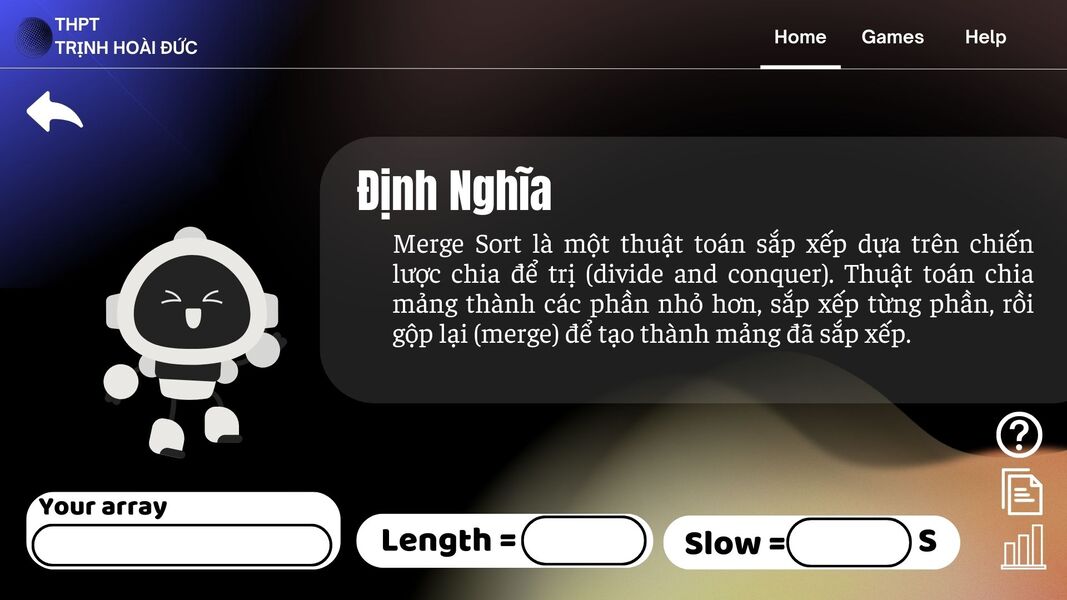 THPT
TRỊNH HOÀI ĐỨC
Home Games Help
Định Nghĩa
Merge Sort là một thuật toán sắp xếp dựa trên chiến
lược chia để trị (divide and conquer). Thuật toán chia
mảng thành các phần nhỏ hơn, sắp xếp từng phần, rồi
gộp lại (merge) để tạo thành mảng đã sắp xếp.
?
Your array
Length =
Slow = S